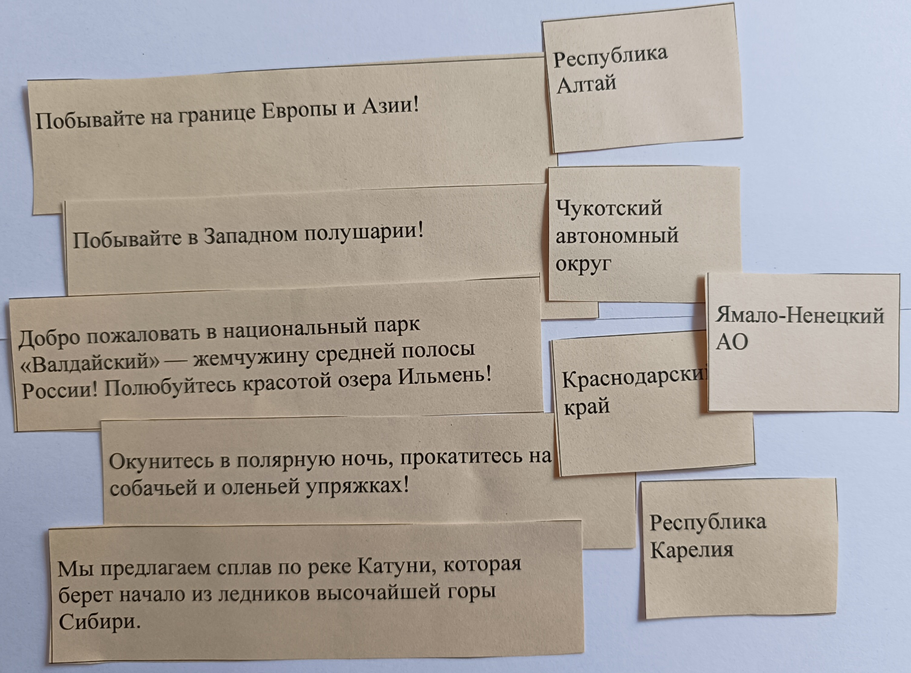 Республика
Алтай
Побывайте на границе Европы и Азии!
Чукотский
автономный
округ
Побывайте в Западном полушарии!
Ямало-Ненецкий
АО
Добро пожаловать в национальный парк
«Валдайский» — жемчужину средней полосы
России! Полюбуйтесь красотой озера Ильмень!
Краснодарски
край
Окунитесь в полярную ночь, прокатитесь на
собачьей и оленьей упряжках!
Республика
Карелия
Мы предлагаем сплав по реке Катуни, которая
берет начало из ледников высочайшей горы
Сибири.